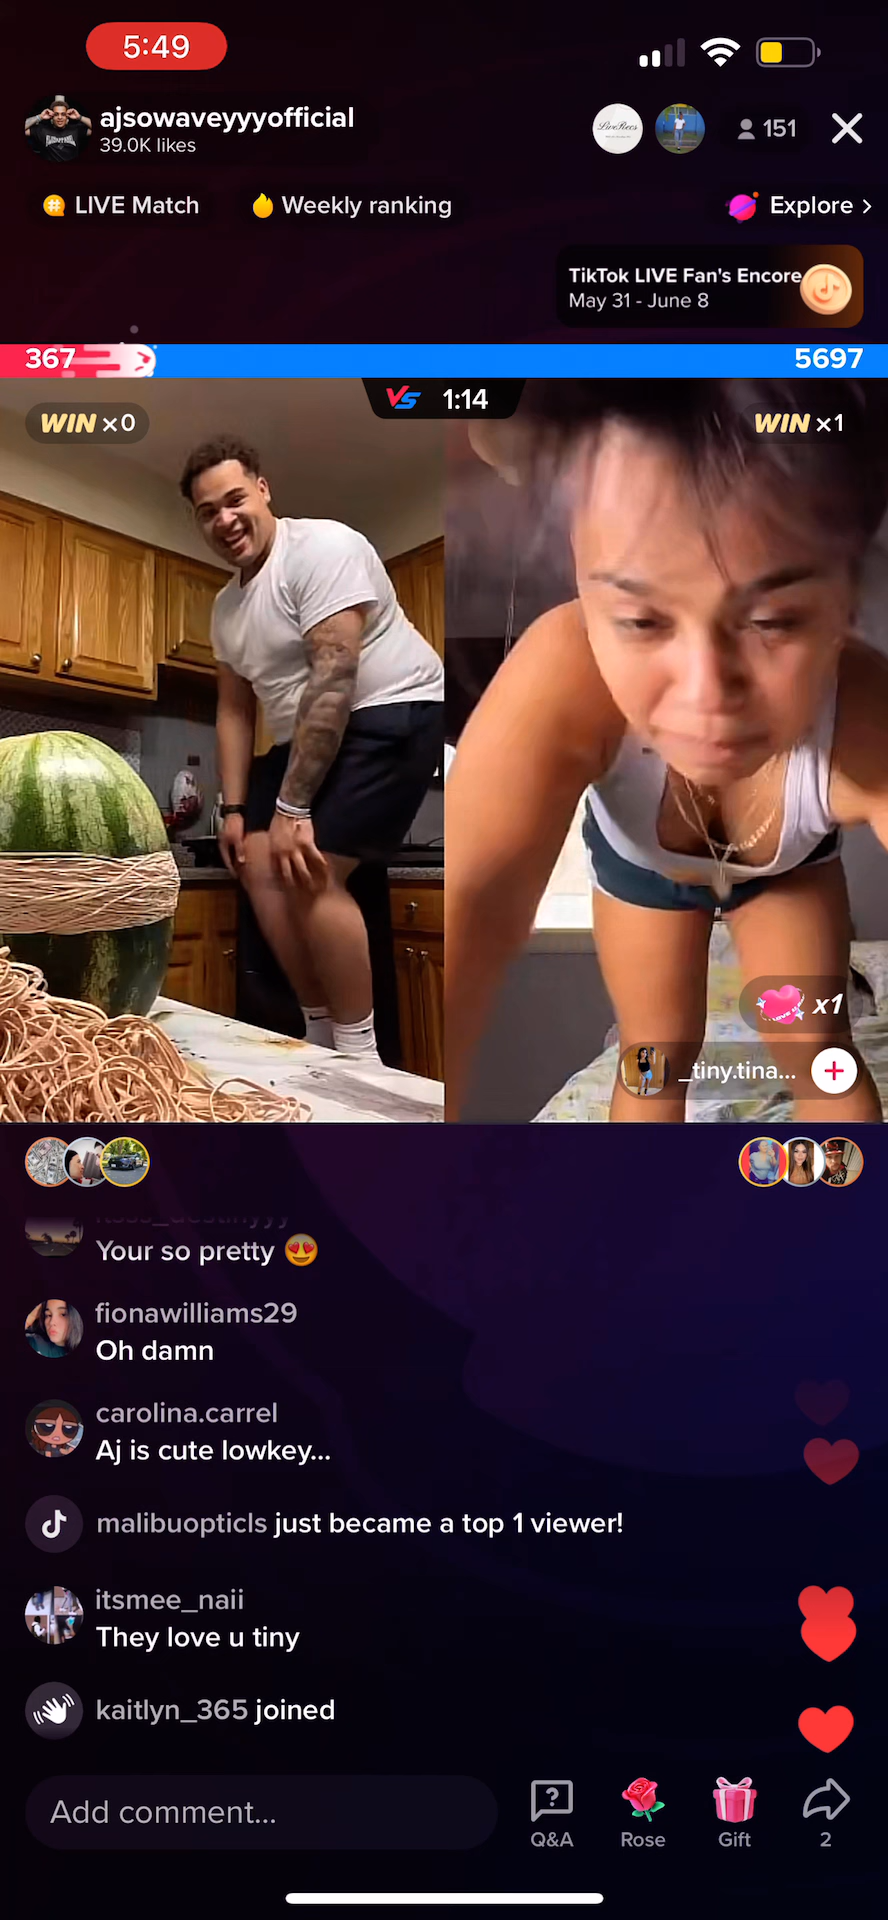 5:49
ajsowaveyyyofficial
39.0K likes
LiveRecs
151
LIVE Match
Weekly ranking
Explore >
TikTok LIVE Fan's Encore
May 31 - June 8
367
5697
VS 1:14
WIN x0
WIN x1
x1
_tiny.tina...
Your so pretty 😍
fionawilliams29
Oh damn
carolina.carrel
Aj is cute lowkey...
malibuopticls just became a top 1 viewer!
itsmee_naii
They love u tiny
kaitlyn_365 joined
Add comment...
Q&A
Rose
Gift
2